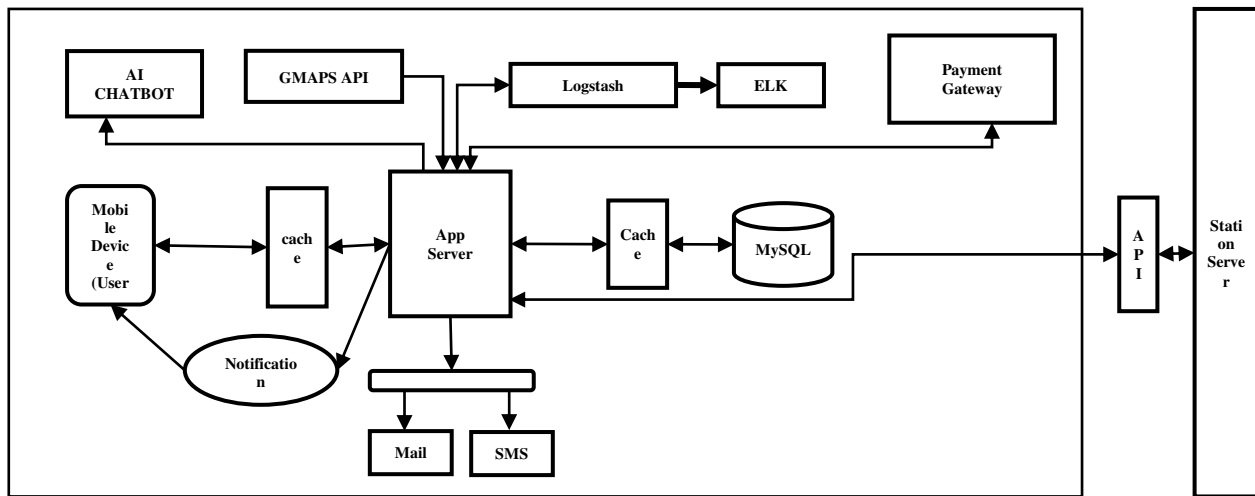 AI
CHATBOT
GMAPS API
Logstash
ELK
Payment
Gateway
Mobi
le
Devic
e
(User
cach
e
App
Server
Cach
e
MySQL
A
P
I
Stati
on
Serve
r
Notificatio
n
Mail
SMS